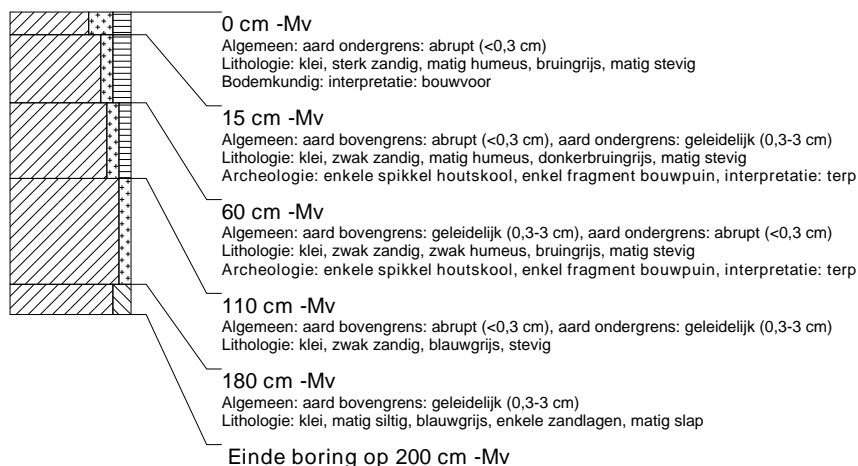 0 cm -Mv
Algemeen: aard ondergrens: abrupt (<0,3 cm)
Lithologie: klei, sterk zandig, matig humeus, bruingrijs, matig stevig
Bodemkundig: interpretatie: bouwvoor
15 cm -Mv
Algemeen: aard bovengrens: abrupt (<0,3 cm), aard ondergrens: geleidelijk (0,3-3 cm)
Lithologie: klei, zwak zandig, matig humeus, donkerbruingrijs, matig stevig
Archeologie: enkele spikkel houtskool, enkel fragment bouwpuin, interpretatie: terp
60 cm -Mv
Algemeen: aard bovengrens: geleidelijk (0,3-3 cm), aard ondergrens: abrupt (<0,3 cm)
Lithologie: klei, zwak zandig, zwak humeus, bruingrijs, matig stevig
Archeologie: enkele spikkel houtskool, enkel fragment bouwpuin, interpretatie: terp
110 cm -Mv
Algemeen: aard bovengrens: abrupt (<0,3 cm), aard ondergrens: geleidelijk (0,3-3 cm)
Lithologie: klei, zwak zandig, blauwgrijs, stevig
180 cm -Mv
Algemeen: aard bovengrens: geleidelijk (0,3-3 cm)
Lithologie: klei, matig siltig, blauwgrijs, enkele zandlagen, matig slap
Einde boring op 200 cm -Mv